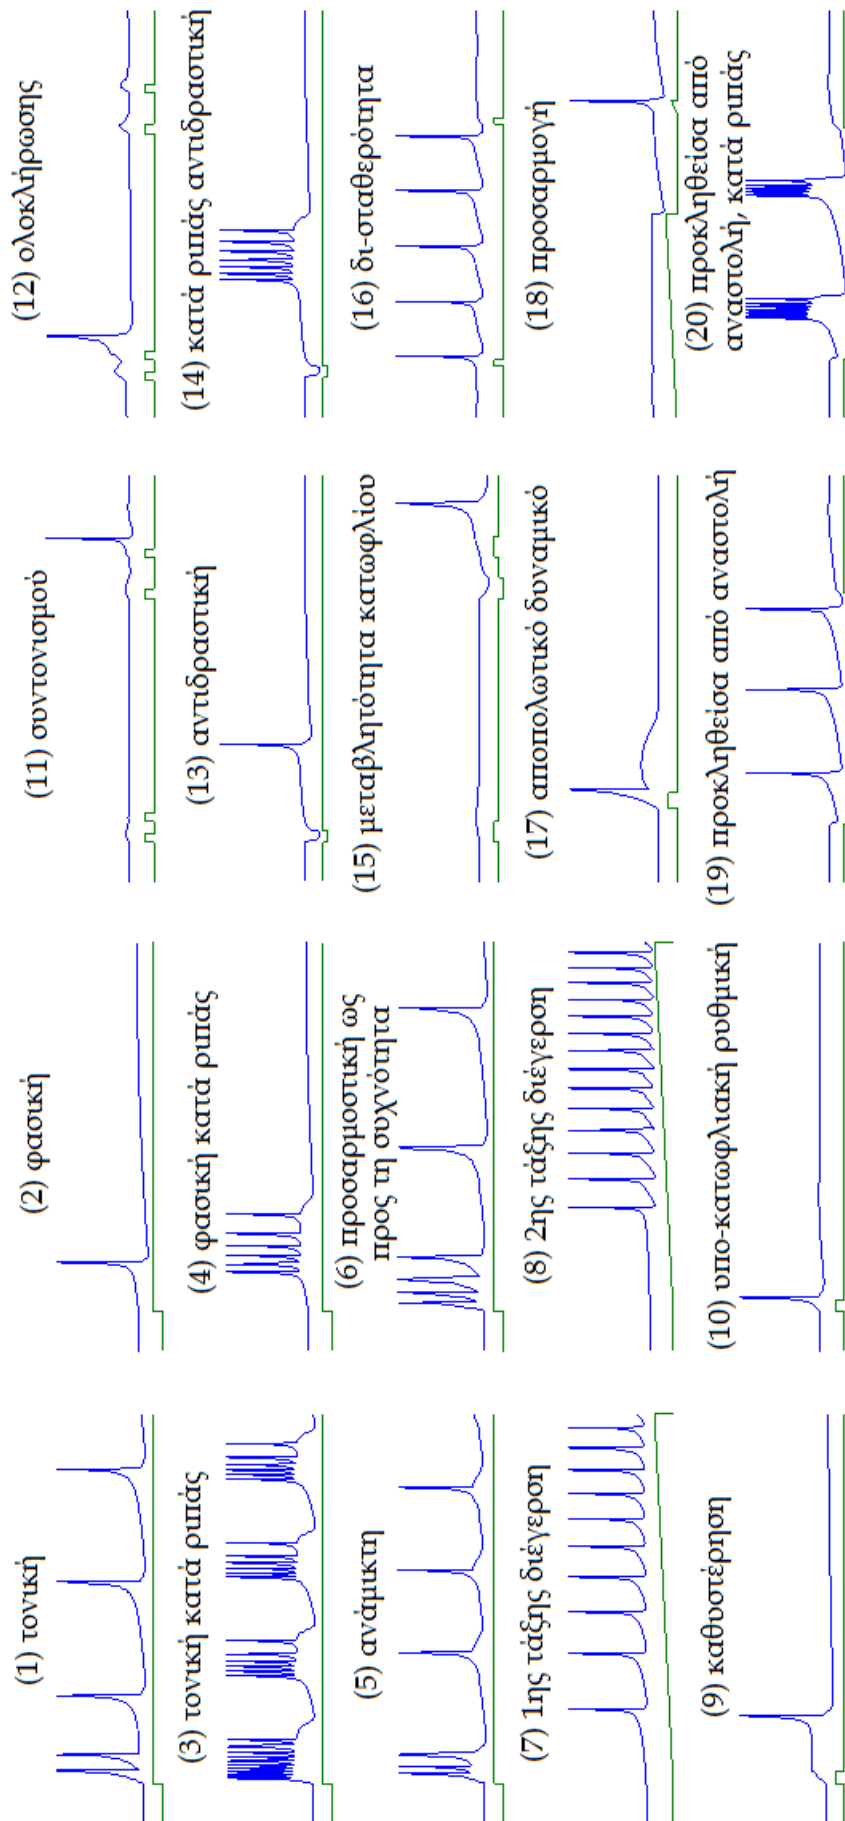 (1) τονική
(2) φασική
(3) τονική κατά ριπάς
(4) φασική κατά ριπάς
(5) ανάμικτη
(6) προσαρμοστική ως
προς τη συχνότητα
(7) 1ης τάξης διέγερση
(8) 2ης τάξης διέγερση
(9) καθυστέρηση
(10) υπο-κατωφλιακή ρυθμική
(11) συντονισμού
(12) ολοκλήρωσης
(13) αντιδραστική
(14) κατά ριπάς αντιδραστική
(15) μεταβλητότητα κατωφλίου
(16) δι-σταθερότητα
(17) αποπολωτικό δυναμικό
(18) προσαρμογή
(19) προκληθείσα από αναστολή
(20) προκληθείσα από
αναστολή, κατά ριπάς